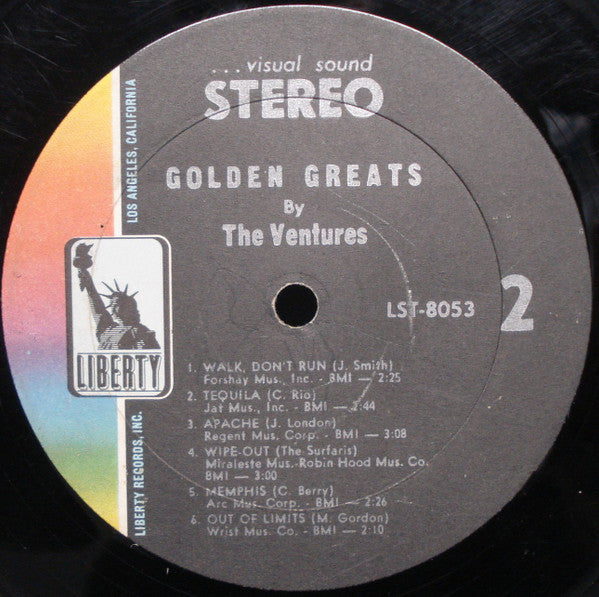 ...visual sound
STEREO
GOLDEN GREATS
By
The Ventures
LST-8053
2
LOS ANGELES, CALIFORNIA
LIBERTY
LIBERTY RECORDS, INC.
1. WALK, DON'T RUN (J. Smith)
Forshay Mus. Inc. - BMI — 2:25
2. TEQUILA (C. Rio)
Jat Mus., Inc. - BMI — 2:44
3. APACHE (J. London)
Regent Mus. Corp. - BMI — 3:08
4. WIPE-OUT (The Surfaris)
Miraleste Mus. Robin Hood Mus. Co.
BMI — 3:00
5. MEMPHIS (C. Berry)
Arc Mus. Corp. - BMI — 2:26
6. OUT OF LIMITS (M. Gordon)
Wrist Mus. Co. - BMI — 2:10